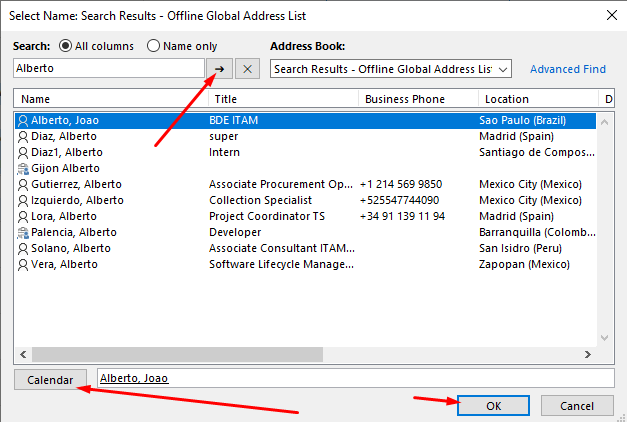 Select Name: Search Results - Offline Global Address List
Search: All columns Name only Address Book:
Alberto Search Results - Offline Global Address List Advanced Find
Name Title Business Phone Location D
Alberto, Joao BDE ITAM Sao Paulo (Brazil)
Diaz, Alberto super Madrid (Spain)
Diaz1, Alberto Intern Santiago de Compos...
Gijon Alberto
Gutierrez, Alberto Associate Procurement Op... +1 214 569 9850 Mexico City (Mexico)
Izquierdo, Alberto Collection Specialist +525547744090 Mexico City (Mexico)
Lora, Alberto Project Coordinator TS +34 91 139 11 94 Madrid (Spain)
Palencia, Alberto Developer Barranquilla (Colomb...
Solano, Alberto Associate Consultant ITAM... San Isidro (Peru)
Vera, Alberto Software Lifecycle Manage... Zapopan (Mexico)
Calendar Alberto, Joao
OK Cancel